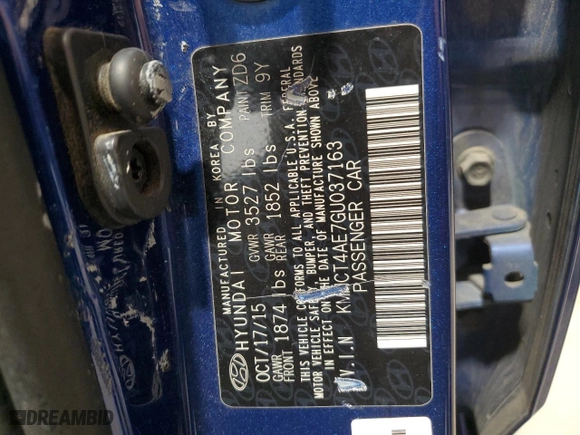 MANUFACTURED IN KOREA BY
HYUNDAI MOTOR COMPANY
OCT/17/15 GVWR 3527 lbs PAINT ZD6
GAWR FRONT 1874 lbs GAWR REAR 1852 lbs TRIM 9Y
THIS VEHICLE CONFORMS TO ALL APPLICABLE U.S.A. FEDERAL
MOTOR VEHICLE SAFETY, BUMPER, AND THEFT PREVENTION STANDARDS
IN EFFECT ON THE DATE OF MANUFACTURE SHOWN ABOVE
V.I.N
PASSENGER CAR
DREAMBID